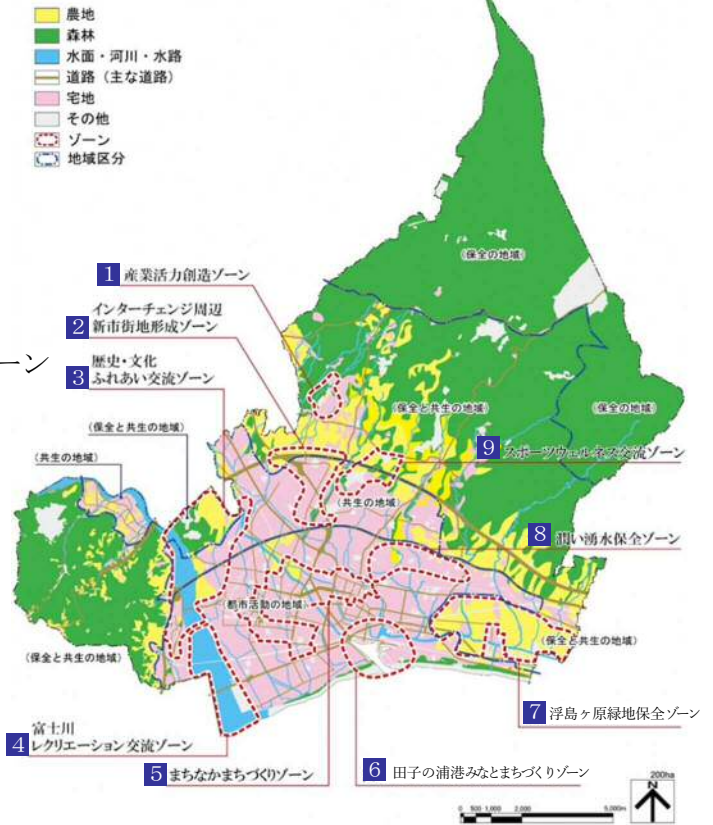 農地
森林
水面・河川・水路
道路（主な道路）
宅地
その他
ゾーン
地域区分
(保全の地域)
1 産業活力創造ゾーン
インターチェンジ周辺
2 新市街地形成ゾーン
ーン
歴史・文化
3 ふれあい交流ゾーン
(保全と共生の地域)
(保全の地域)
(保全と共生の地域)
(共生の地域)
9 スポーツウェルネス交流ゾーン
(共生の地域)
8 潤い湧水保全ゾーン
(都市活動の地域)
(保全と共生の地域)
(保全と共生の地域)
7 浮島ヶ原緑地保全ゾーン
富士川
4 レクリエーション交流ゾーン
5 まちなかまちづくりゾーン
6 田子の浦港みなとまちづくりゾーン
200ha
N
0 500 1,000 2,000 5,000m